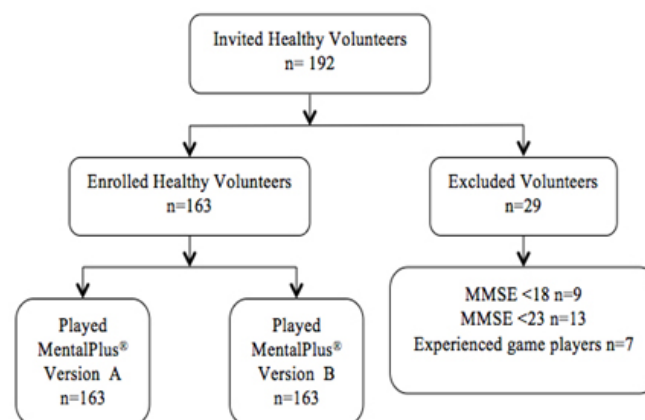 Invited Healthy Volunteers
n= 192
Enrolled Healthy Volunteers
n=163
Excluded Volunteers
n=29
Played
MentalPlus®
Version A
n=163
Played
MentalPlus®
Version B
n=163
MMSE <18 n=9
MMSE <23 n=13
Experienced game players n=7